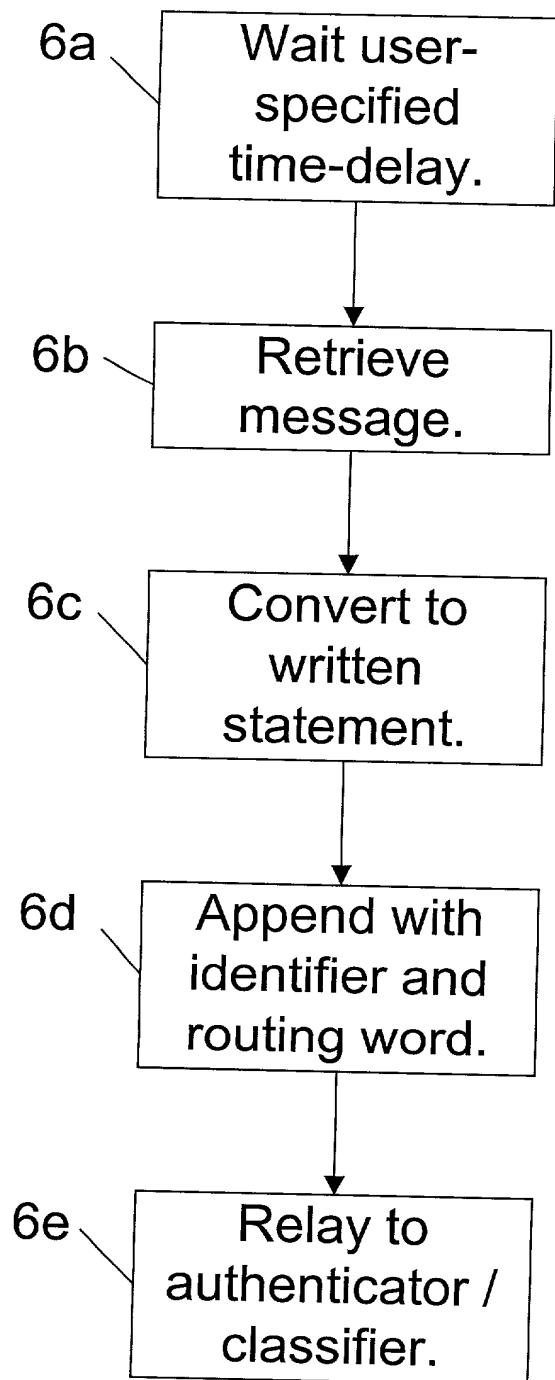 6a
Wait user-
specified
time-delay.
6b
Retrieve
message.
6c
Convert to
written
statement.
6d
Append with
identifier and
routing word.
6e
Relay to
authenticator /
classifier.